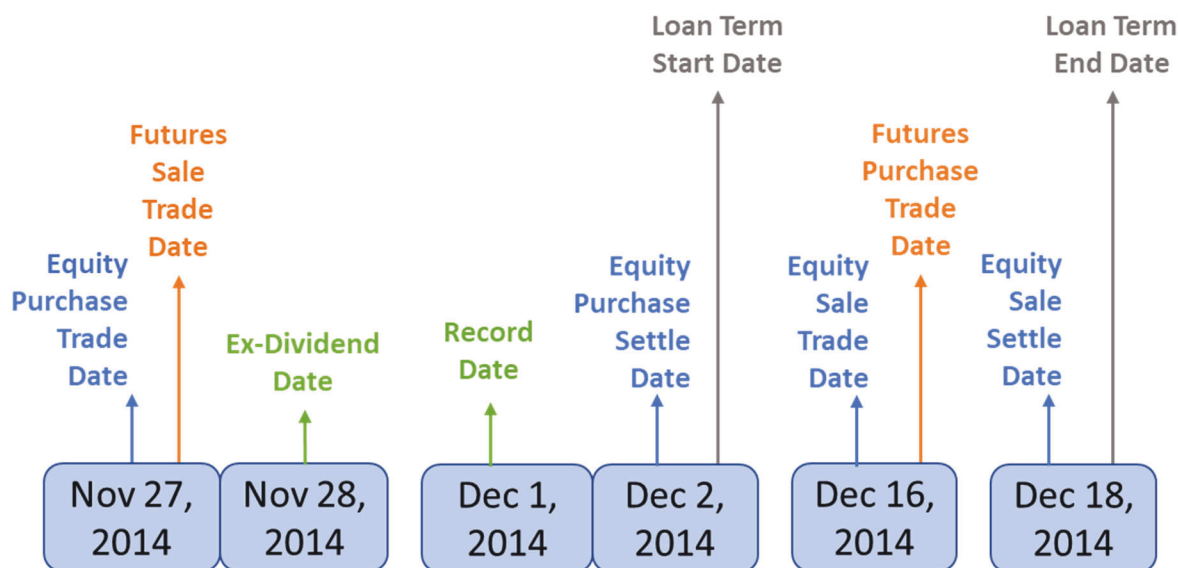 Loan Term
Start Date
Loan Term
End Date
Futures
Sale
Trade
Date
Futures
Purchase
Trade
Date
Equity
Purchase
Trade
Date
Ex-Dividend
Date
Record
Date
Equity
Purchase
Settle
Date
Equity
Sale
Trade
Date
Equity
Sale
Settle
Date
Nov 27,
2014
Nov 28,
2014
Dec 1,
2014
Dec 2,
2014
Dec 16,
2014
Dec 18,
2014